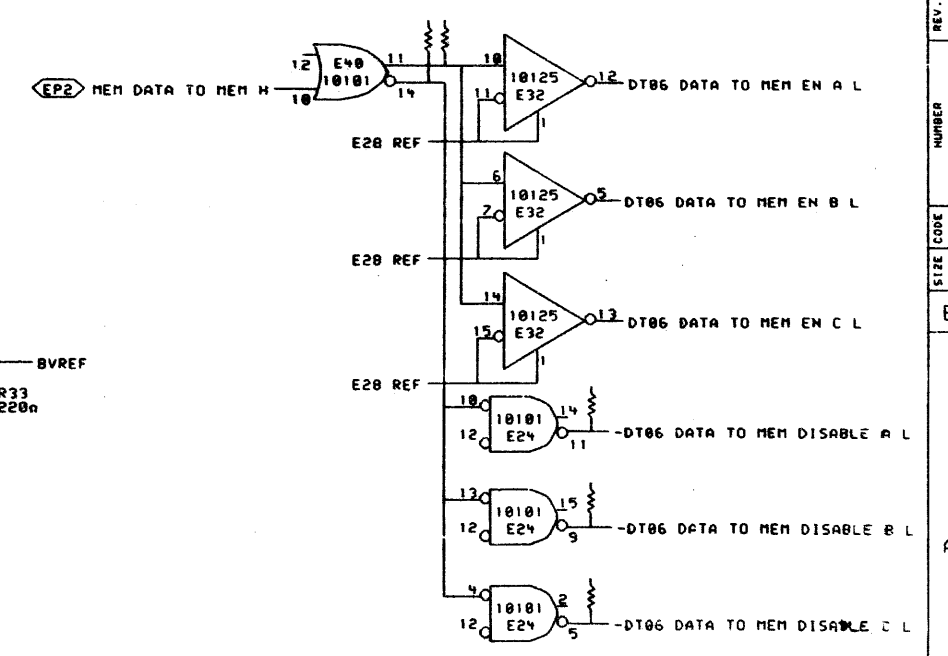 12 E40 11
10101
EP2 MEM DATA TO MEM H
10 14
10 10125 12 DT06 DATA TO MEM EN A L
11 E32
1
E28 REF
6 10125 5 DT06 DATA TO MEM EN B L
7 E32
1
E28 REF
14 10125 13 DT06 DATA TO MEM EN C L
15 E32
1
E28 REF
BVREF
R33
220Ω
10 10101 14
12 E24 11 -DT06 DATA TO MEM DISABLE A L
13 10101 15
12 E24 9 -DT06 DATA TO MEM DISABLE B L
4 10101 2
12 E24 5 -DT06 DATA TO MEM DISABLE C L
REV.
NUMBER
CODE
SIZE